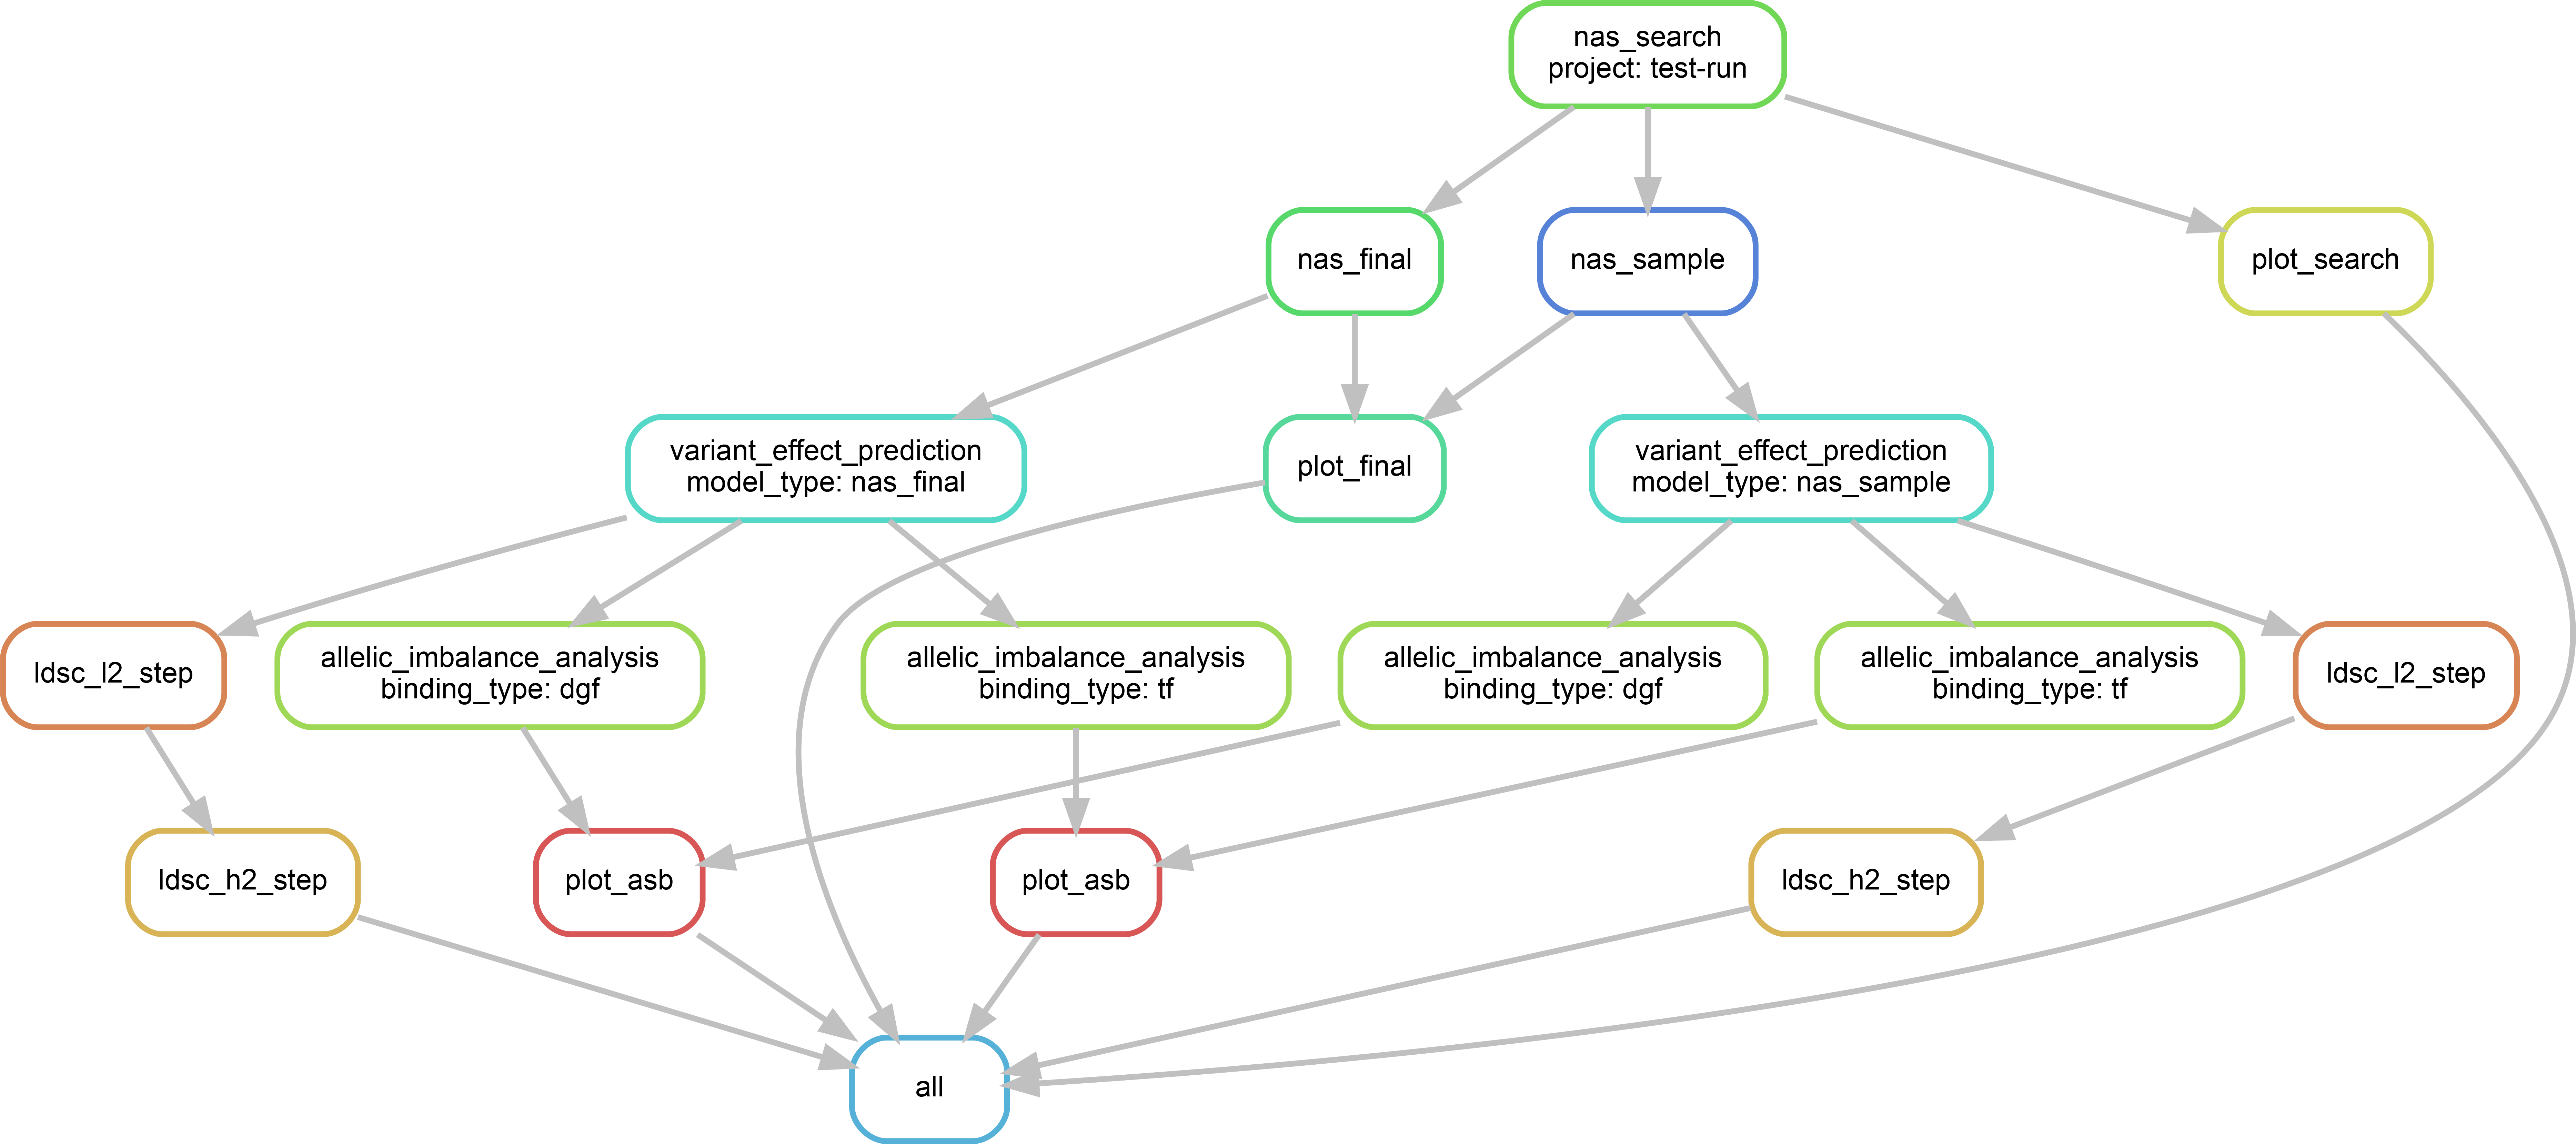 nas_search
project: test-run
nas_final
nas_sample
plot_search
variant_effect_prediction
model_type: nas_final
plot_final
variant_effect_prediction
model_type: nas_sample
ldsc_l2_step
allelic_imbalance_analysis
binding_type: dgf
allelic_imbalance_analysis
binding_type: tf
allelic_imbalance_analysis
binding_type: dgf
allelic_imbalance_analysis
binding_type: tf
ldsc_l2_step
ldsc_h2_step
plot_asb
plot_asb
ldsc_h2_step
all